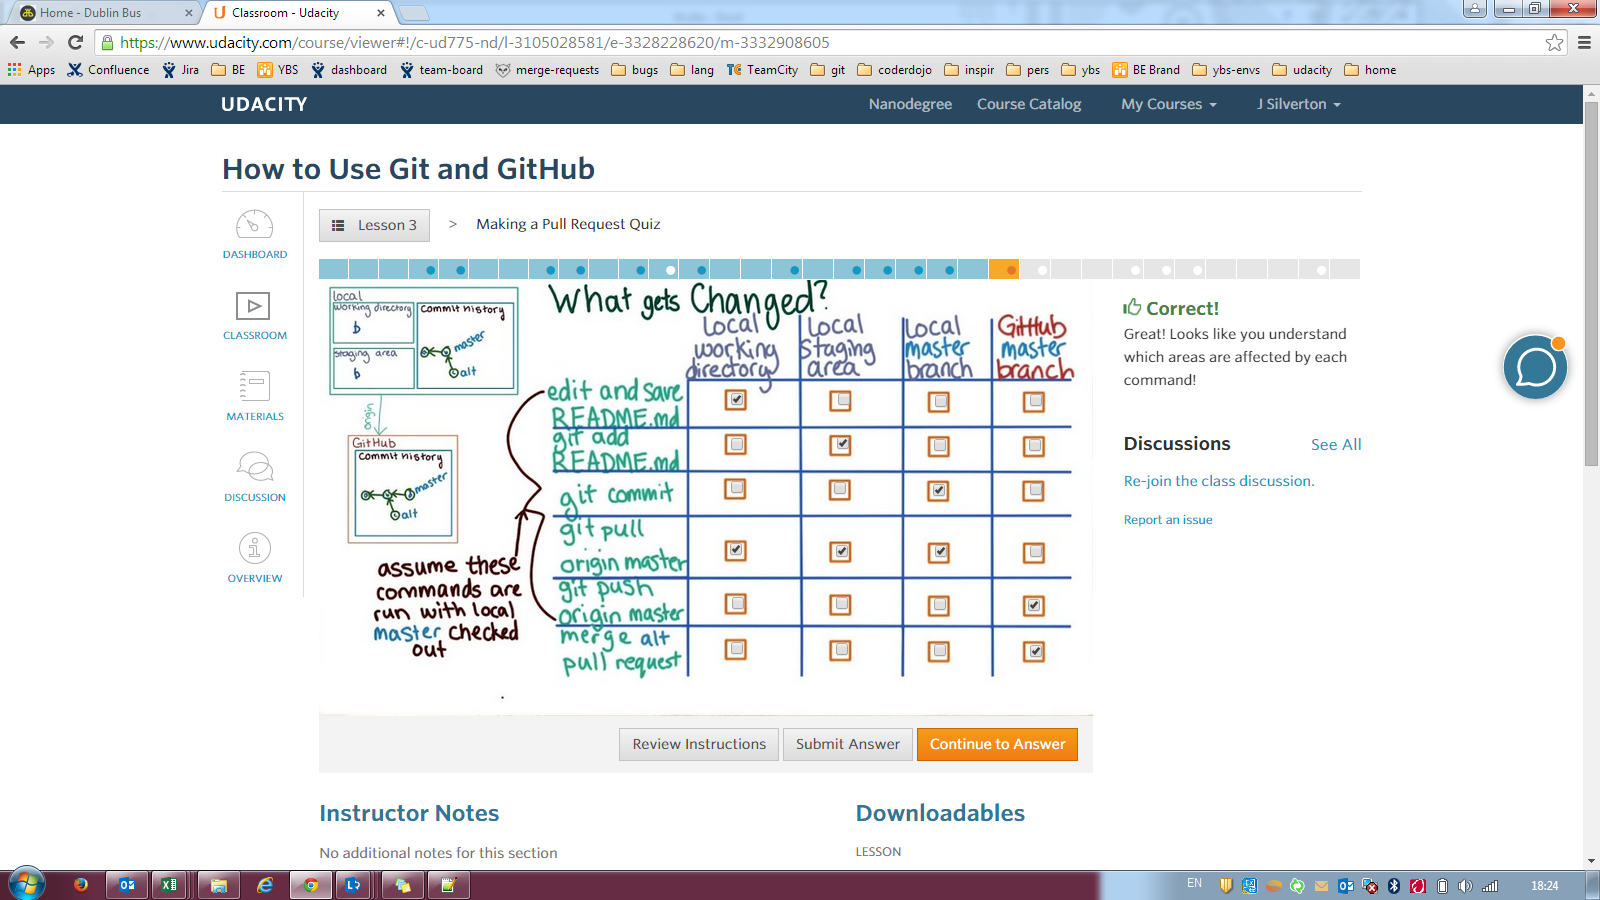 Home - Dublin Bus
Classroom - Udacity
https://www.udacity.com/course/viewer#!/c-ud775-nd/l-3105028581/e-3328228620/m-3332908605
Apps Confluence Jira BE YBS dashboard team-board merge-requests bugs lang TeamCity git coderdojo inspir pers ybs BE Brand ybs-envs udacity home
UDACITY
Nanodegree Course Catalog My Courses J Silverton
How to Use Git and GitHub
DASHBOARD
CLASSROOM
MATERIALS
DISCUSSION
OVERVIEW
Lesson 3 > Making a Pull Request Quiz
local
working directory
b
staging area
b
commit history
master
alt
origin
GitHub
commit history
master
alt
assume these
commands are
run with local
master checked
out
What gets Changed?
Local
working
directory
Local
Staging
area
Local
master
branch
GitHub
master
branch
edit and save
README.md
git add
README.md
git commit
git pull
origin master
git push
origin master
merge alt
pull request
Review Instructions
Submit Answer
Continue to Answer
Correct!
Great! Looks like you understand
which areas are affected by each
command!
Discussions
See All
Re-join the class discussion.
Report an issue
Instructor Notes
No additional notes for this section
Downloadables
LESSON
EN
18:24